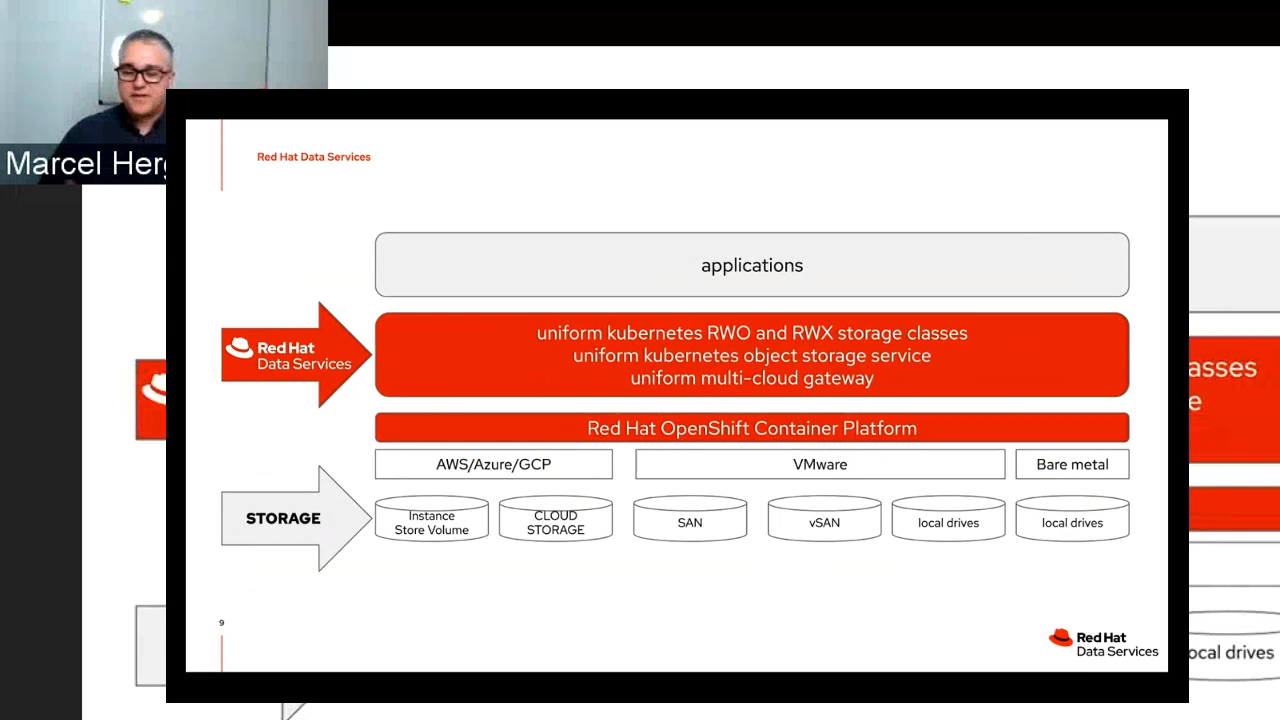 Marcel Her
Red Hat Data Services
applications
Red Hat
Data Services
uniform kubernetes RWO and RWX storage classes
uniform kubernetes object storage service
uniform multi-cloud gateway
Red Hat OpenShift Container Platform
AWS/Azure/GCP
VMware
Bare metal
STORAGE
Instance
Store Volume
CLOUD
STORAGE
SAN
vSAN
local drives
local drives
9
Red Hat
Data Services
asses
e
ocal drives